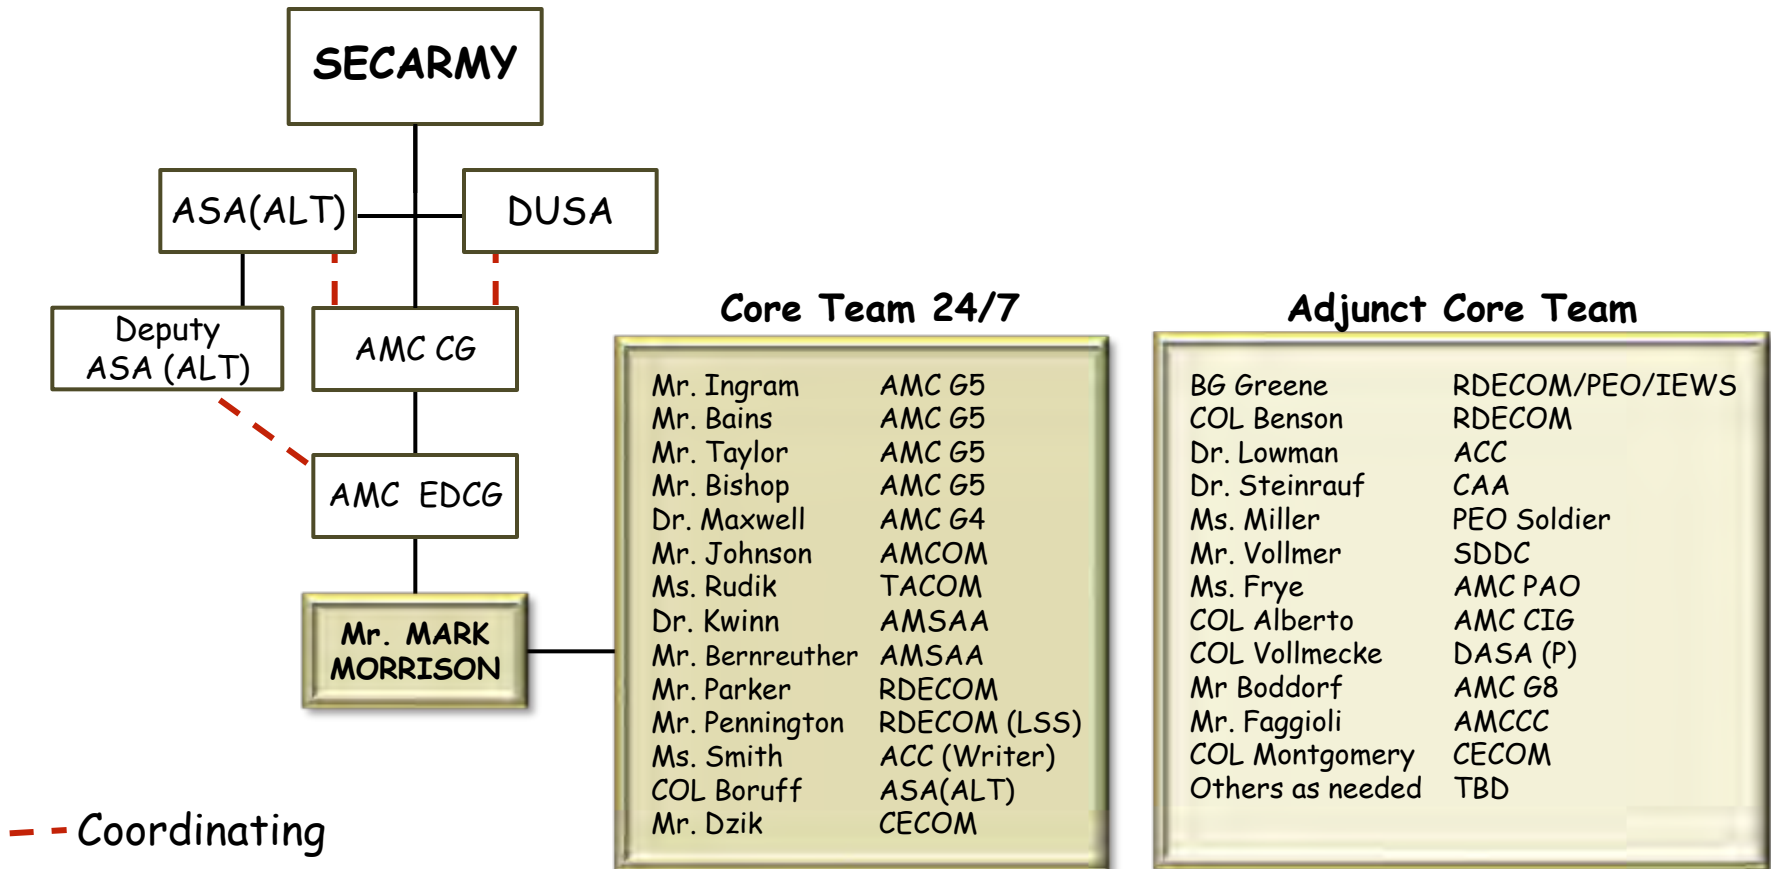 SECARMY
ASA(ALT)
DUSA
Deputy
ASA (ALT)
AMC CG
AMC EDCG
Mr. MARK
MORRISON
Coordinating
Core Team 24/7
Mr. Ingram AMC G5
Mr. Bains AMC G5
Mr. Taylor AMC G5
Mr. Bishop AMC G5
Dr. Maxwell AMC G4
Mr. Johnson AMCOM
Ms. Rudik TACOM
Dr. Kwinn AMSAA
Mr. Bernreuther AMSAA
Mr. Parker RDECOM
Mr. Pennington RDECOM (LSS)
Ms. Smith ACC (Writer)
COL Boruff ASA(ALT)
Mr. Dzik CECOM
Adjunct Core Team
BG Greene RDECOM/PEO/IEWS
COL Benson RDECOM
Dr. Lowman ACC
Dr. Steinrauf CAA
Ms. Miller PEO Soldier
Mr. Vollmer SDDC
Ms. Frye AMC PAO
COL Alberto AMC CIG
COL Vollmecke DASA (P)
Mr Boddorf AMC G8
Mr. Faggioli AMCCC
COL Montgomery CECOM
Others as needed TBD